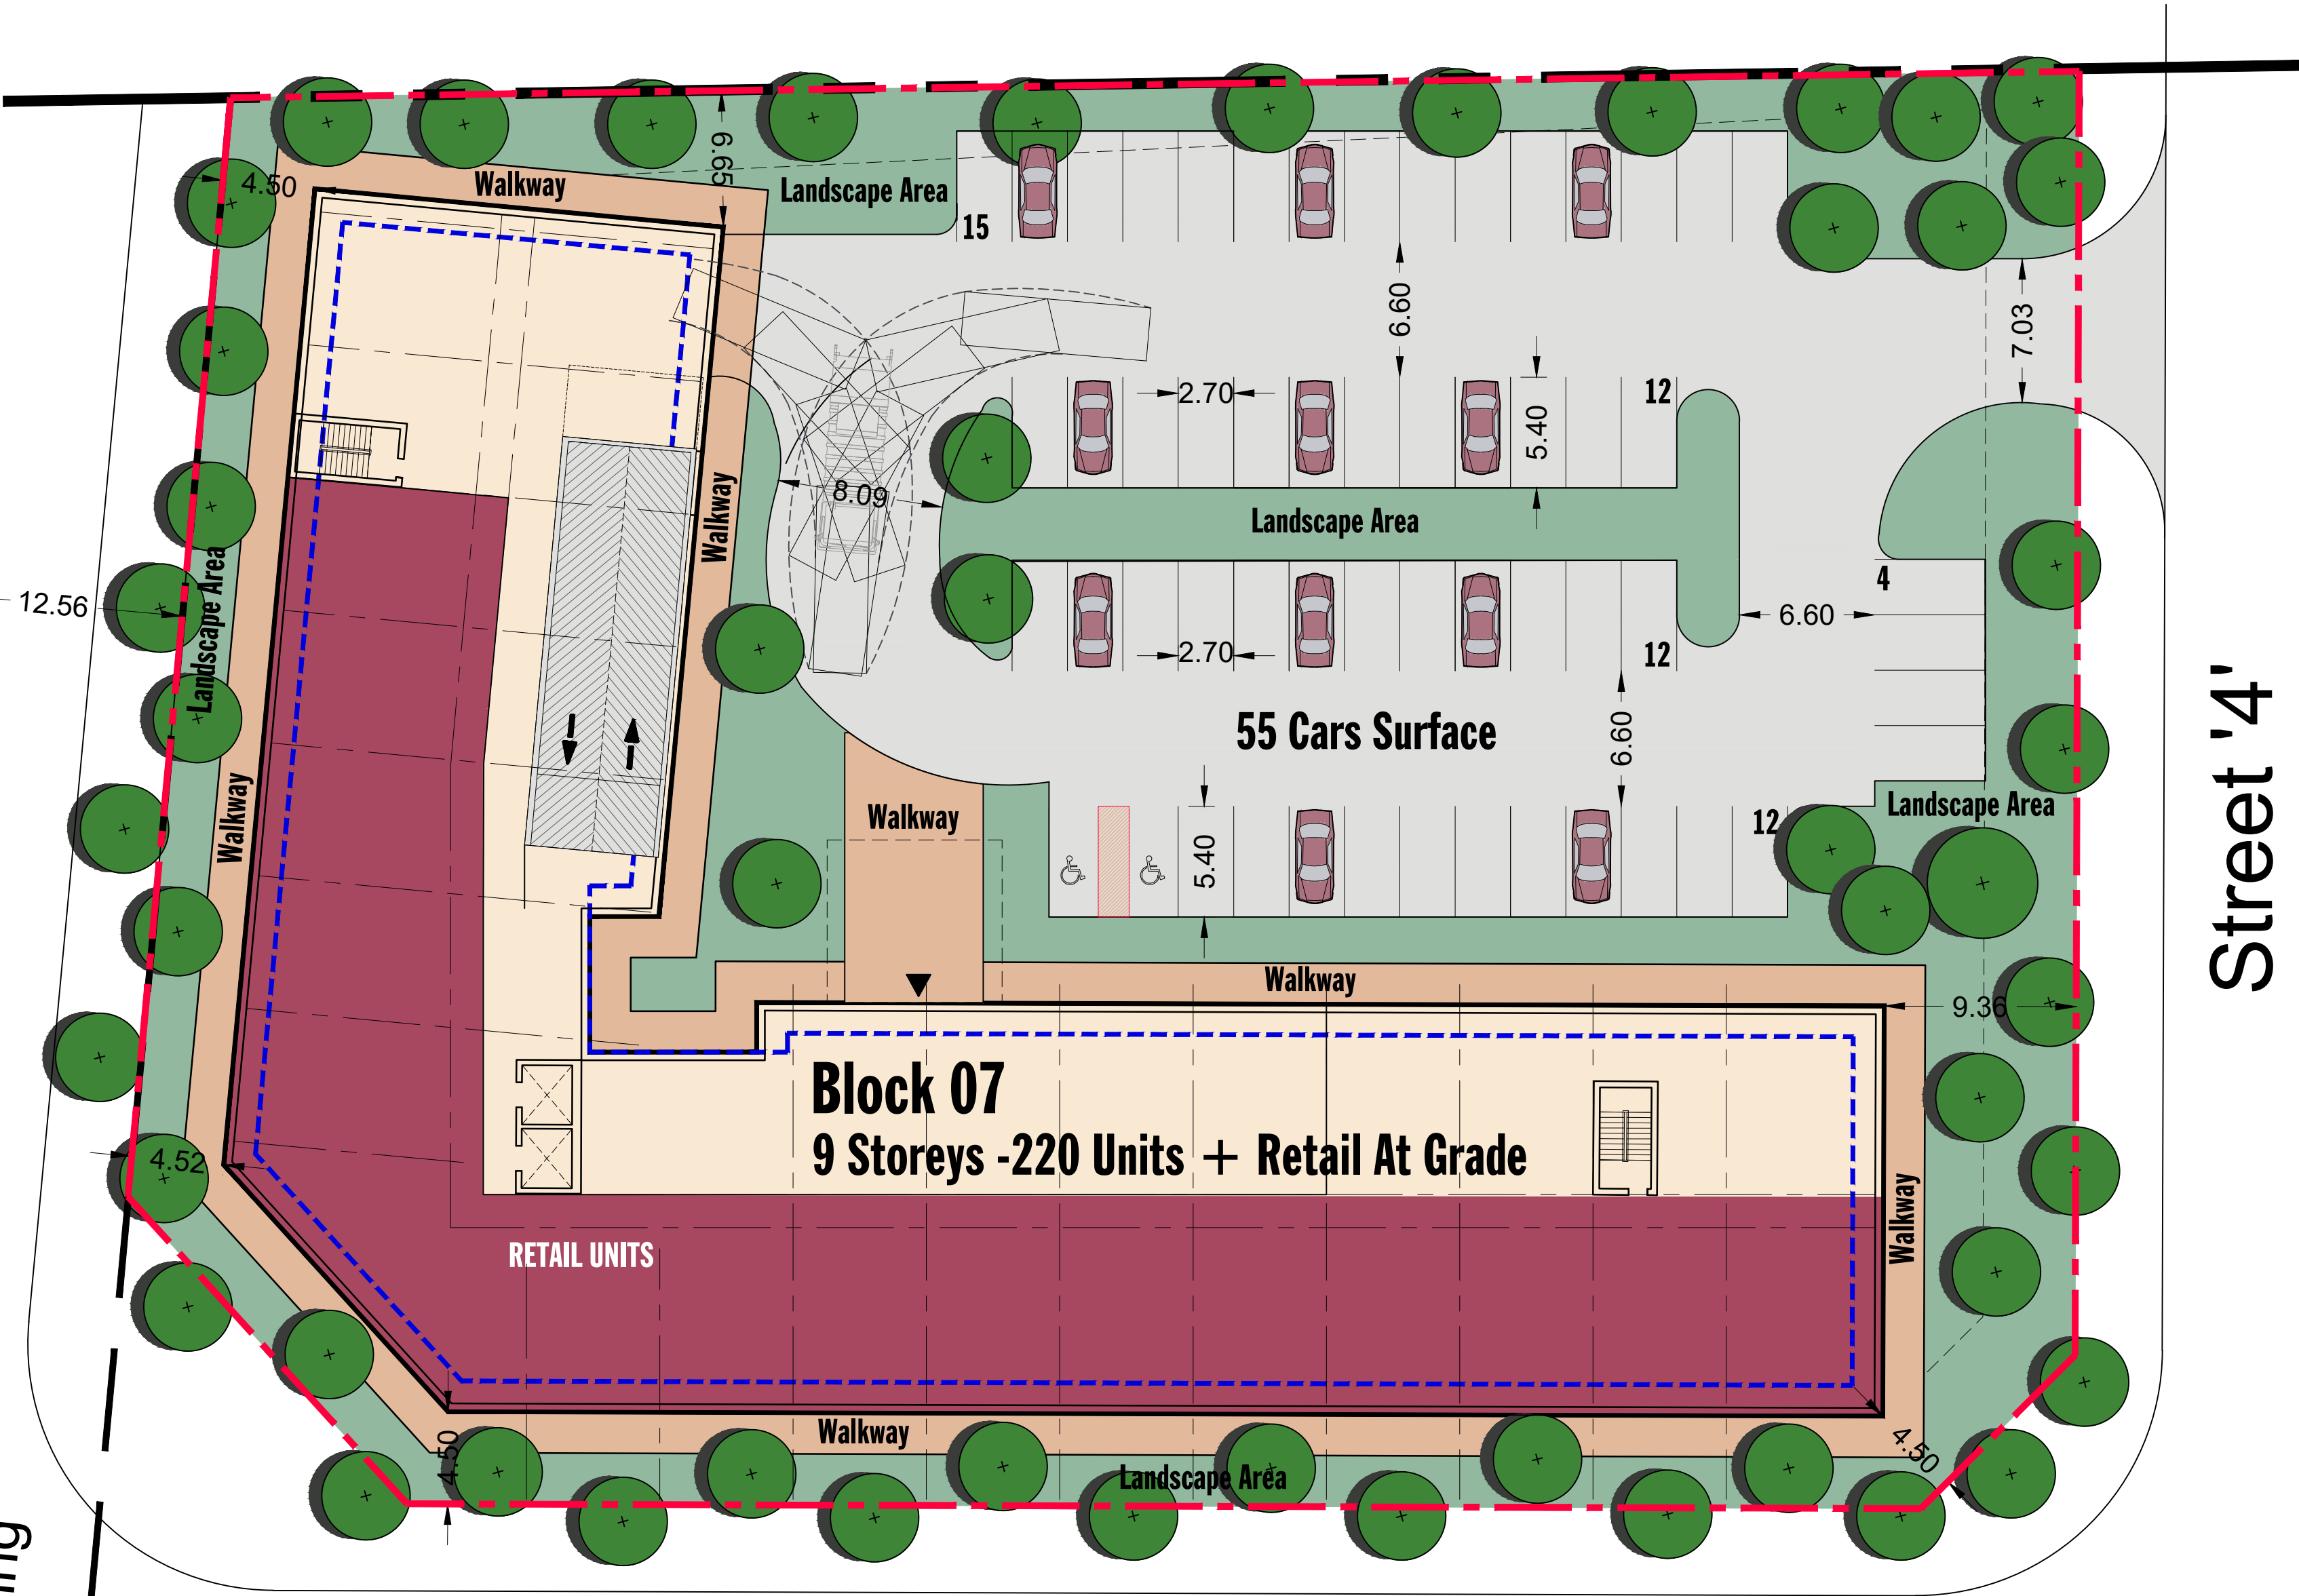 4.50
Walkway
6.65
Landscape Area
15
6.60
7.03
2.70
5.40
12
8.09
Walkway
Landscape Area
4
12.56
Landscape Area
6.60
2.70
12
55 Cars Surface
6.60
Street '4'
Walkway
Walkway
5.40
12
Landscape Area
Walkway
9.36
Block 07
9 Storeys -220 Units + Retail At Grade
4.52
Walkway
RETAIL UNITS
Walkway
4.50
Landscape Area
4.50